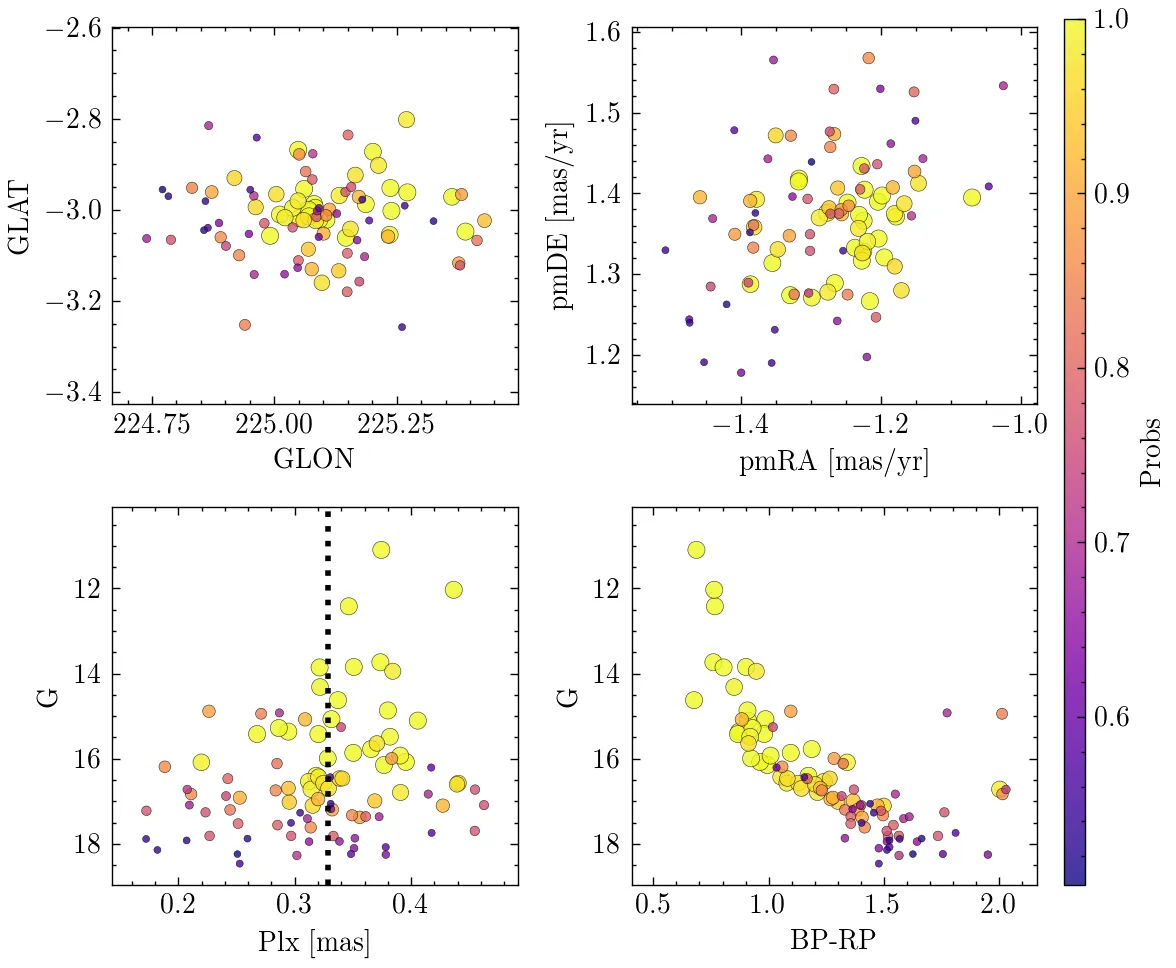 −2.6
−2.8
−3.0
−3.2
−3.4
GLAT
224.75 225.00 225.25
GLON
1.6
1.5
1.4
1.3
1.2
pmDE [mas/yr]
−1.4 −1.2 −1.0
pmRA [mas/yr]
12
14
16
18
G
0.2 0.3 0.4
Plx [mas]
12
14
16
18
G
0.5 1.0 1.5 2.0
BP-RP
1.0
0.9
0.8
0.7
0.6
Probs